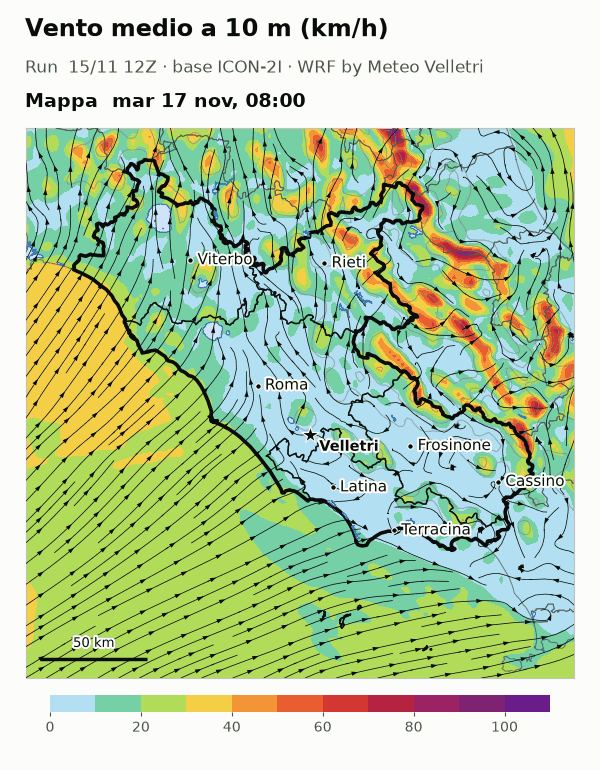 Vento medio a 10 m (km/h)
Run 15/11 12Z · base ICON-2I · WRF by Meteo Velletri
Mappa mar 17 nov, 08:00
Viterbo
Rieti
Roma
Velletri
Frosinone
Cassino
Latina
Terracina
50 km
0 20 40 60 80 100